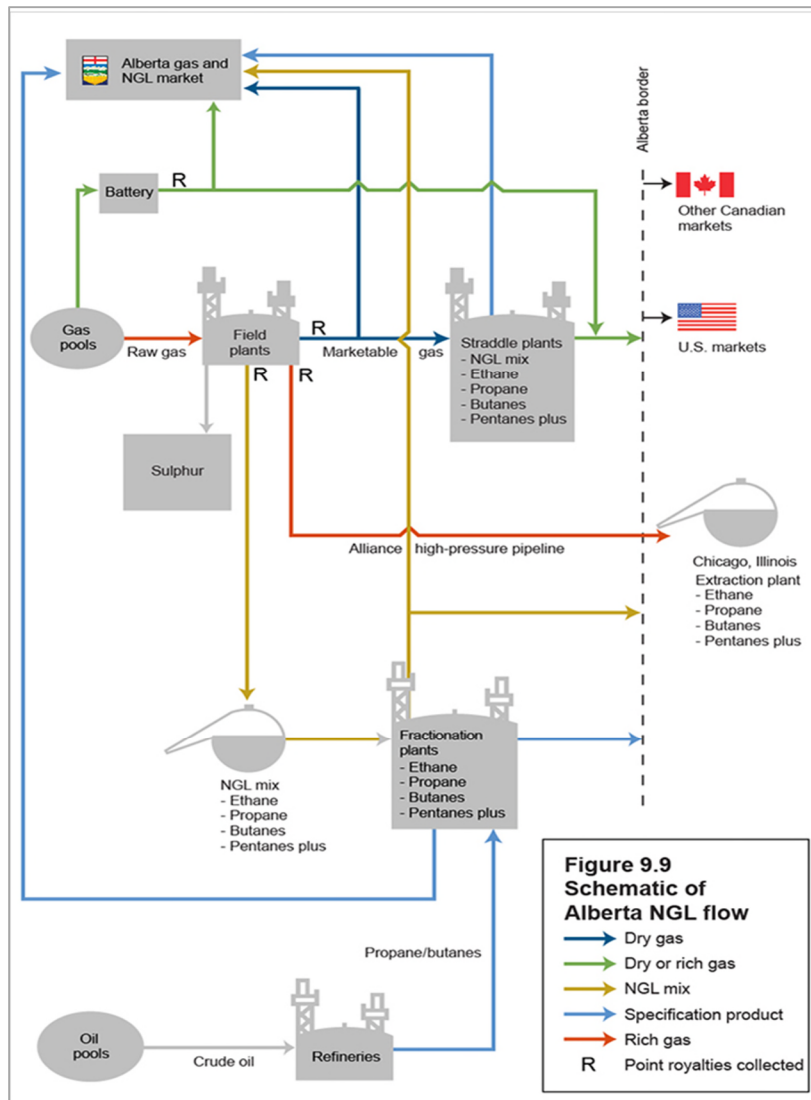 Alberta gas and
NGL market
Alberta border
Battery
R
Other Canadian
markets
Gas
pools
Raw gas
Field
plants
R
Marketable gas
R
R
Straddle plants
- NGL mix
- Ethane
- Propane
- Butanes
- Pentanes plus
U.S. markets
Sulphur
Alliance high-pressure pipeline
Chicago, Illinois
Extraction plant
- Ethane
- Propane
- Butanes
- Pentanes plus
NGL mix
- Ethane
- Propane
- Butanes
- Pentanes plus
Fractionation
plants
- Ethane
- Propane
- Butanes
- Pentanes plus
Propane/butanes
Oil
pools
Crude oil
Refineries
Figure 9.9
Schematic of
Alberta NGL flow
Dry gas
Dry or rich gas
NGL mix
Specification product
Rich gas
R Point royalties collected